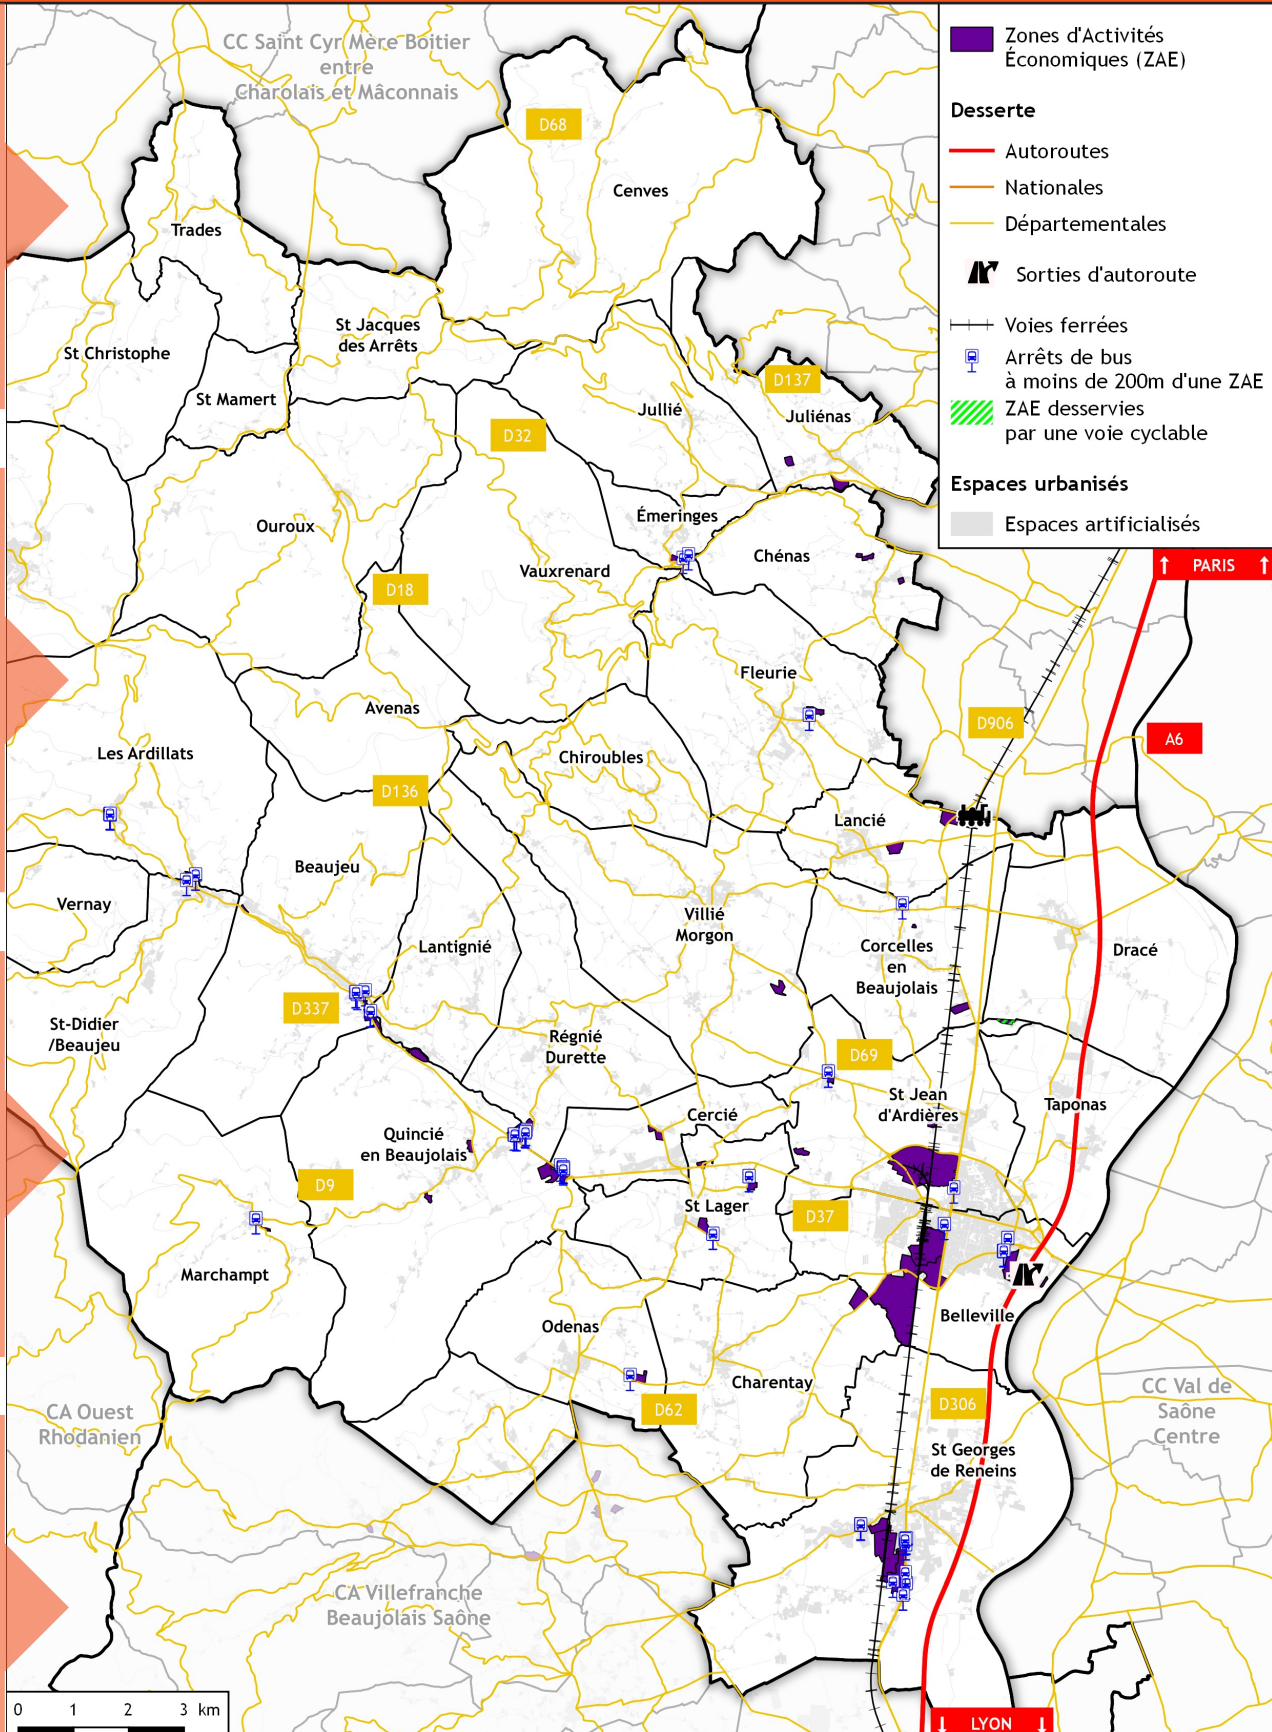 CC Saint Cyr Mère Boitier
entre
Charolais et Mâconnais
Zones d'Activités
Économiques (ZAE)
Desserte
Autoroutes
Nationales
Départementales
Sorties d'autoroute
Voies ferrées
Arrêts de bus
à moins de 200m d'une ZAE
ZAE desservies
par une voie cyclable
Espaces urbanisés
Espaces artificialisés
D68
Cenves
Trades
St Jacques
des Arrêts
St Christophe
St Mamert
D137
Jullié
Juliénas
D32
Émeringes
Ouroux
Chénas
Vauxrenard
↑ PARIS ↑
D18
Fleurie
Avenas
D906
A6
Les Ardillats
Chiroubles
D136
Lancié
Beaujeu
Vernay
Villié
Morgon
Lantignié
Corcelles
en
Beaujolais
Dracé
D337
St-Didier
/Beaujeu
Régnié
Durette
D69
St Jean
d'Ardières
Taponas
Cercié
Quincié
en Beaujolais
D9
St Lager
D37
Marchampt
Belleville
Odenas
Charentay
D62
D306
CA Ouest
Rhodanien
CC Val de
Saône
Centre
St Georges
de Reneins
CA Villefranche
Beaujolais Saône
0 1 2 3 km
↓ LYON ↓